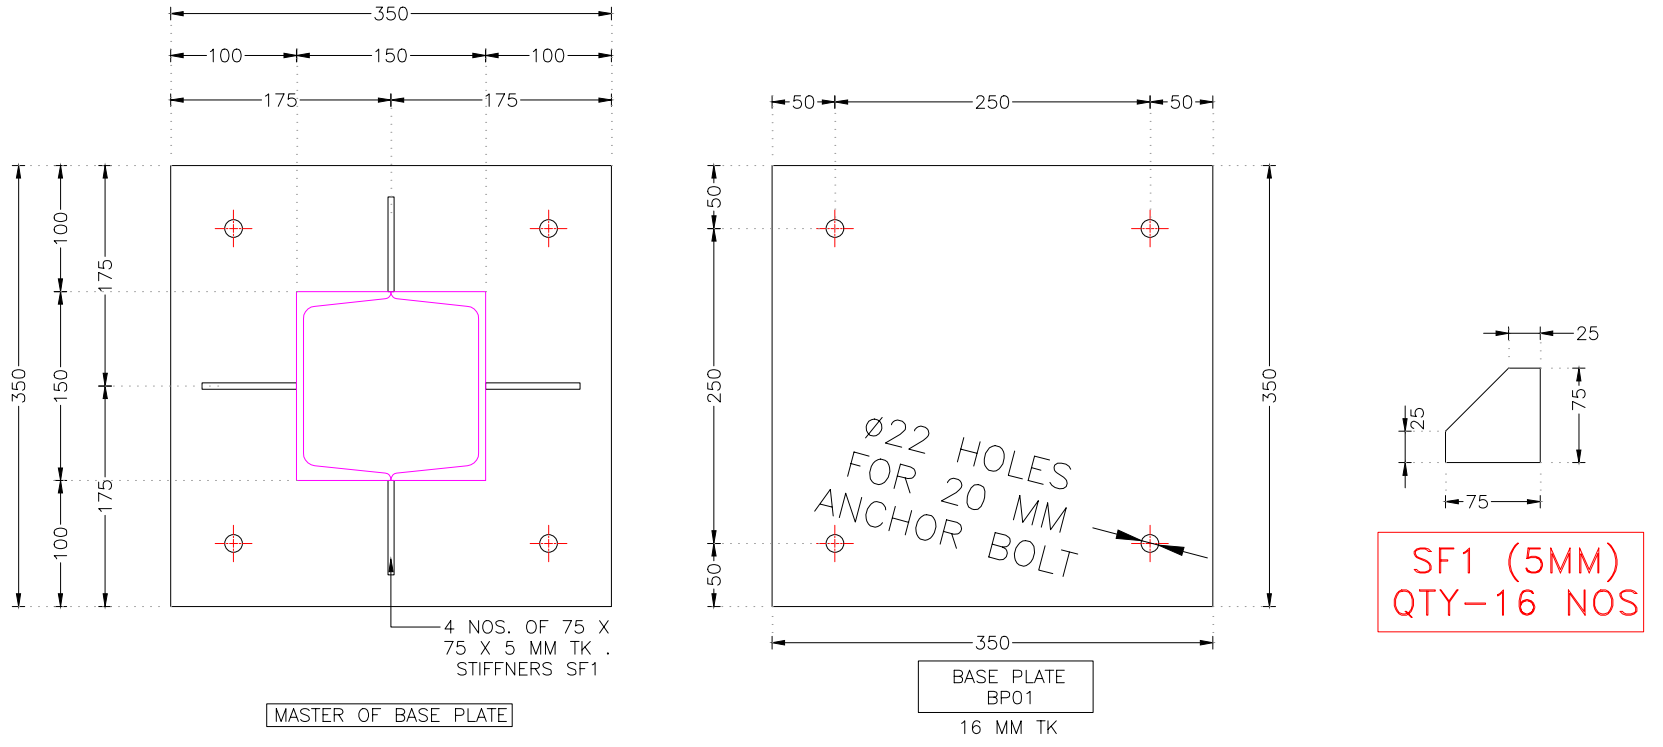 350
100
150
100
175
175
350
100
150
100
175
175
4 NOS. OF 75 X
75 X 5 MM TK .
STIFFNERS SF1
MASTER OF BASE PLATE
50
250
50
50
250
50
350
350
Ø22 HOLES
FOR 20 MM
ANCHOR BOLT
BASE PLATE
BP01
16 MM TK
25
25
75
75
SF1 (5MM)
QTY-16 NOS